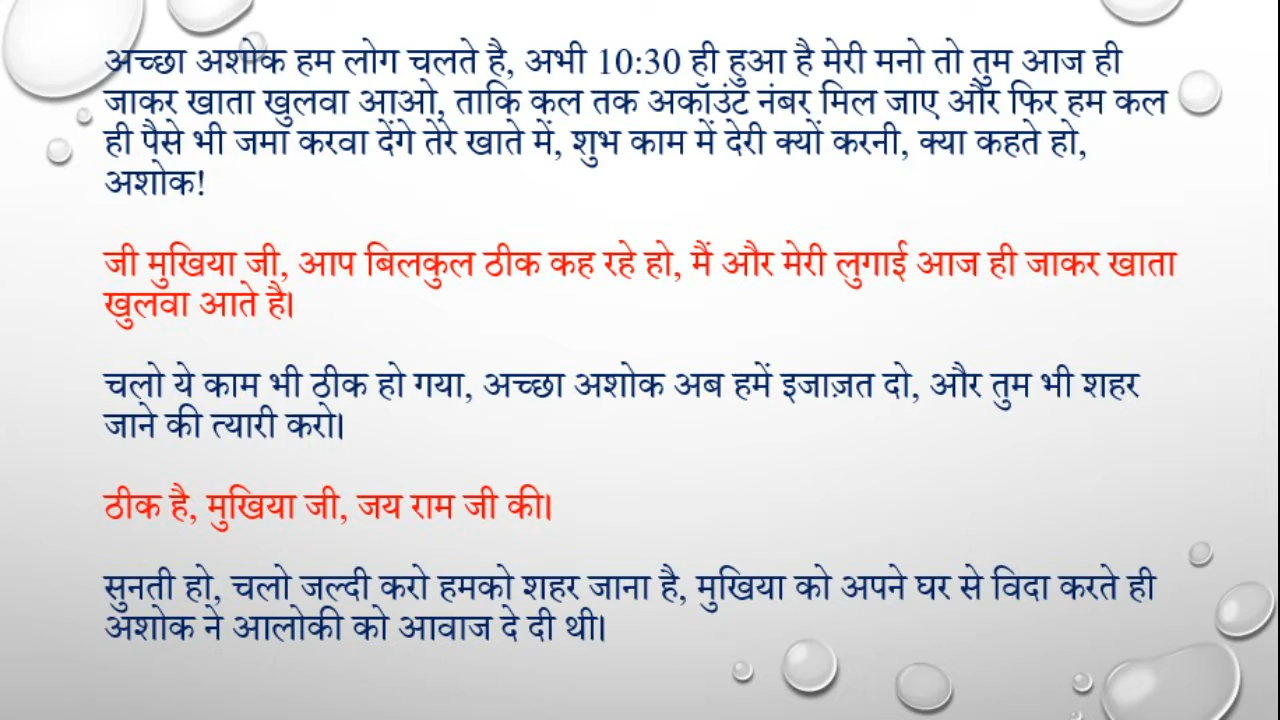 अच्छा अशोक हम लोग चलते है, अभी 10:30 ही हुआ है मेरी मनो तो तुम आज ही
जाकर खाता खुलवा आओ, ताकि कल तक अकॉउंट नंबर मिल जाए और फिर हम कल
ही पैसे भी जमा करवा देंगे तेरे खाते में, शुभ काम में देरी क्यों करनी, क्या कहते हो,
अशोक!
जी मुखिया जी, आप बिलकुल ठीक कह रहे हो, मैं और मेरी लुगाई आज ही जाकर खाता
खुलवा आते है।
चलो ये काम भी ठीक हो गया, अच्छा अशोक अब हमें इजाज़त दो, और तुम भी शहर
जाने की त्यारी करो।
ठीक है, मुखिया जी, जय राम जी की।
सुनती हो, चलो जल्दी करो हमको शहर जाना है, मुखिया को अपने घर से विदा करते ही
अशोक ने आलोकी को आवाज दे दी थी।